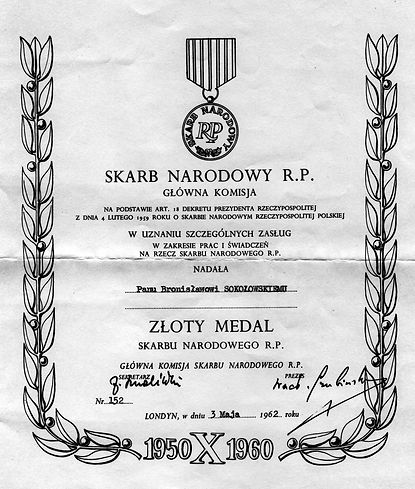 SKARB NARODOWY
RP
SKARB NARODOWY R.P.
GŁÓWNA KOMISJA
NA PODSTAWIE ART. 18 DEKRETU PREZYDENTA RZECZYPOSPOLITEJ
Z DNIA 4 LUTEGO 1959 ROKU O SKARBIE NARODOWYM RZECZYPOSPOLITEJ POLSKIEJ
W UZNANIU SZCZEGÓLNYCH ZASŁUG
W ZAKRESIE PRAC I ŚWIADCZEŃ
NA RZECZ SKARBU NARODOWEGO R.P.
NADAŁA
Panu Bronisławowi SOKOŁOWSKIEMU
ZŁOTY MEDAL
SKARBU NARODOWEGO R.P.
GŁÓWNA KOMISJA SKARBU NARODOWEGO R.P.
SEKRETARZ PREZES
Nr. 152
LONDYN, w dniu 3 Maja 1962 roku
1950 X 1960